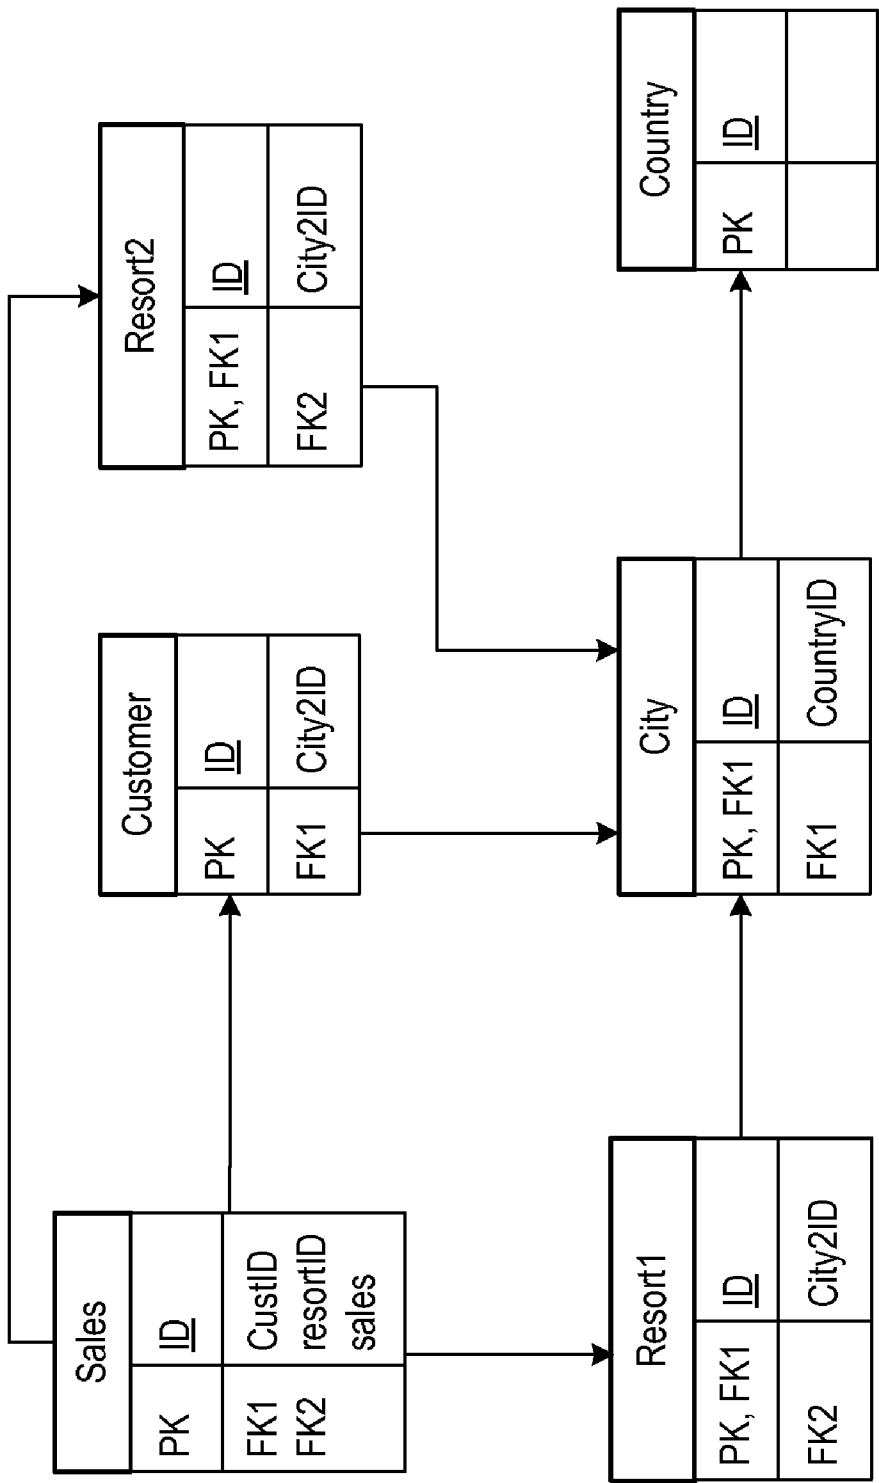 Sales
PK ID
FK1 CustID
FK2 resortID
sales
Customer
PK ID
FK1 City2ID
Resort2
PK, FK1 ID
FK2 City2ID
Resort1
PK, FK1 ID
FK2 City2ID
City
PK, FK1 ID
FK1 CountryID
Country
PK ID